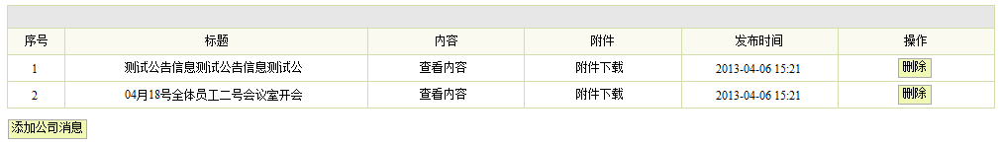 序号 标题 内容 附件 发布时间 操作
1 测试公告信息测试公告信息测试公 查看内容 附件下载 2013-04-06 15:21 删除
2 04月18号全体员工二号会议室开会 查看内容 附件下载 2013-04-06 15:21 删除
添加公司消息